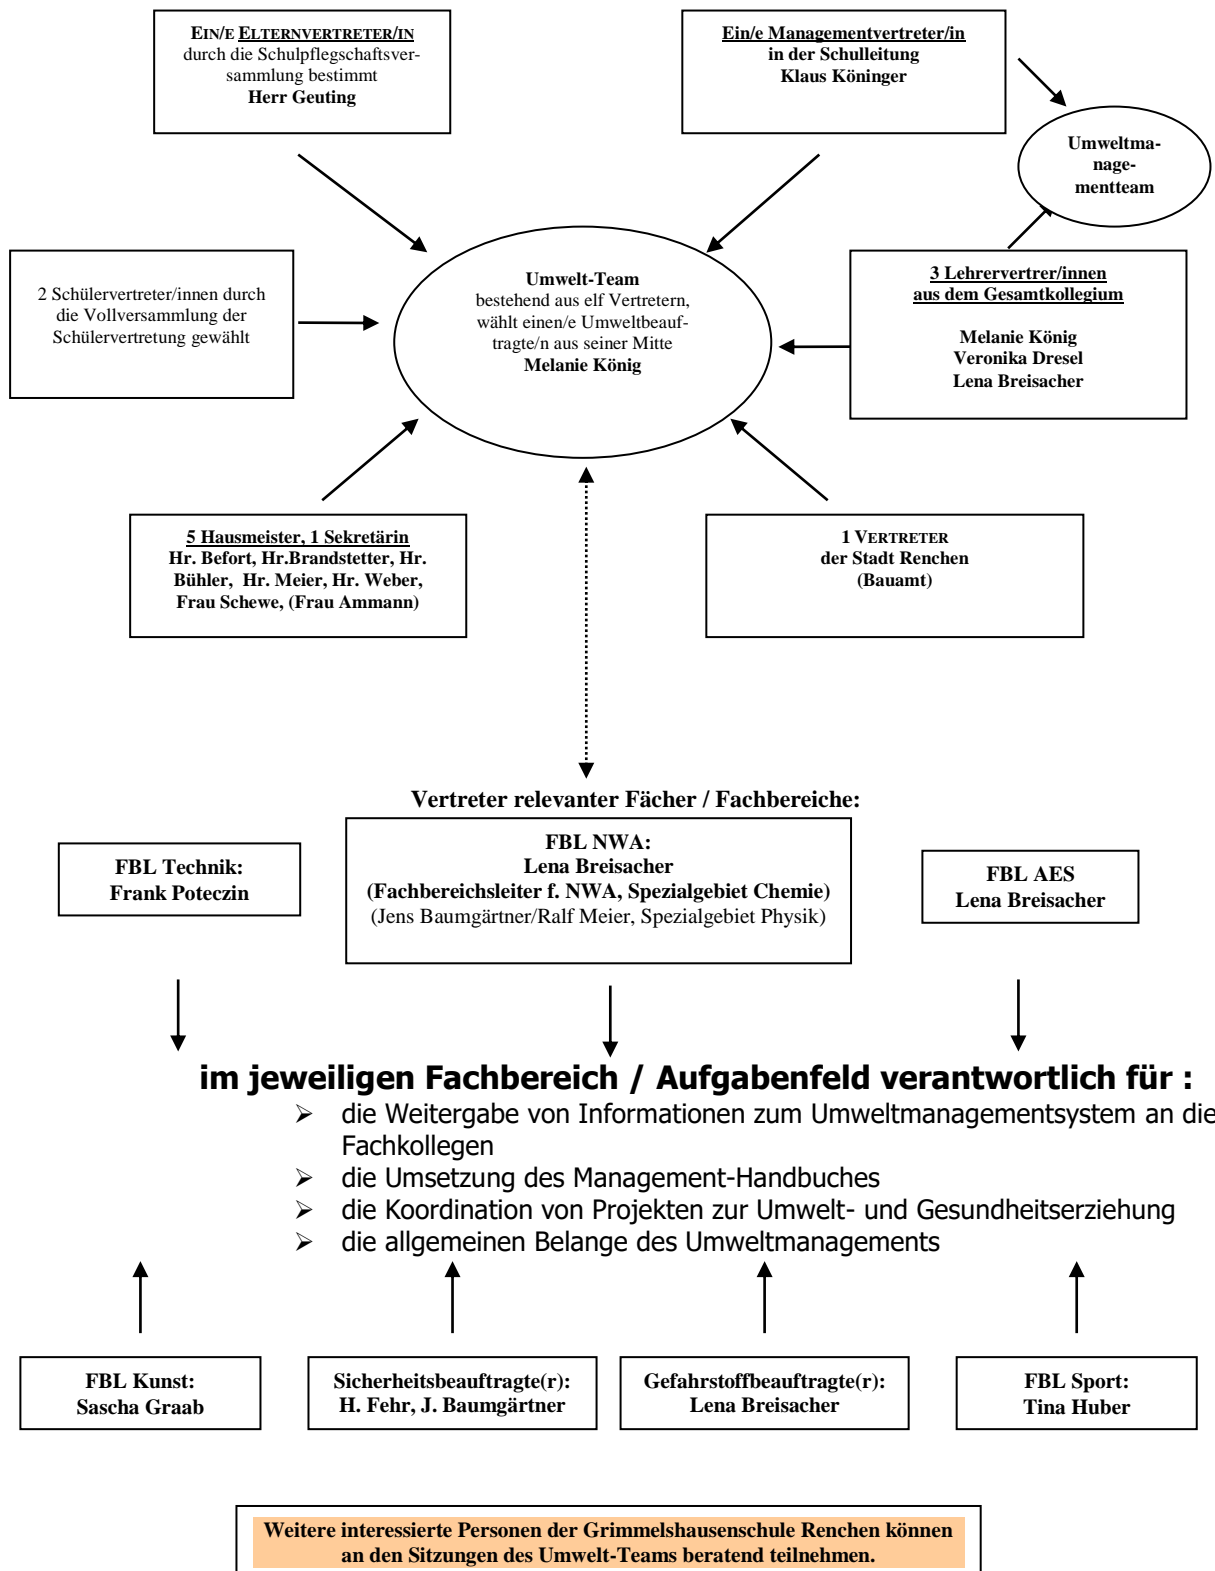 EIN/E ELTERNVERTRETER/IN
durch die Schulpflegschaftsver-
sammlung bestimmt
Herr Geuting
Ein/e Managementvertreter/in
in der Schulleitung
Klaus Köninger
Umweltma-
nage-
mentteam
2 Schülervertreter/innen durch
die Vollversammlung der
Schülervertretung gewählt
Umwelt-Team
bestehend aus elf Vertretern,
wählt einen/e Umweltbeauf-
tragte/n aus seiner Mitte
Melanie König
3 Lehrervertrer/innen
aus dem Gesamtkollegium
Melanie König
Veronika Dresel
Lena Breisacher
5 Hausmeister, 1 Sekretärin
Hr. Befort, Hr.Brandstetter, Hr.
Bühler, Hr. Meier, Hr. Weber,
Frau Schewe, (Frau Ammann)
1 VERTRETER
der Stadt Renchen
(Bauamt)
Vertreter relevanter Fächer / Fachbereiche:
FBL Technik:
Frank Poteczin
FBL NWA:
Lena Breisacher
(Fachbereichsleiter f. NWA, Spezialgebiet Chemie)
(Jens Baumgärtner/Ralf Meier, Spezialgebiet Physik)
FBL AES
Lena Breisacher
im jeweiligen Fachbereich / Aufgabenfeld verantwortlich für :
➢ die Weitergabe von Informationen zum Umweltmanagementsystem an die
Fachkollegen
➢ die Umsetzung des Management-Handbuches
➢ die Koordination von Projekten zur Umwelt- und Gesundheitserziehung
➢ die allgemeinen Belange des Umweltmanagements
FBL Kunst:
Sascha Graab
Sicherheitsbeauftragte(r):
H. Fehr, J. Baumgärtner
Gefahrstoffbeauftragte(r):
Lena Breisacher
FBL Sport:
Tina Huber
Weitere interessierte Personen der Grimmelshausenschule Renchen können
an den Sitzungen des Umwelt-Teams beratend teilnehmen.